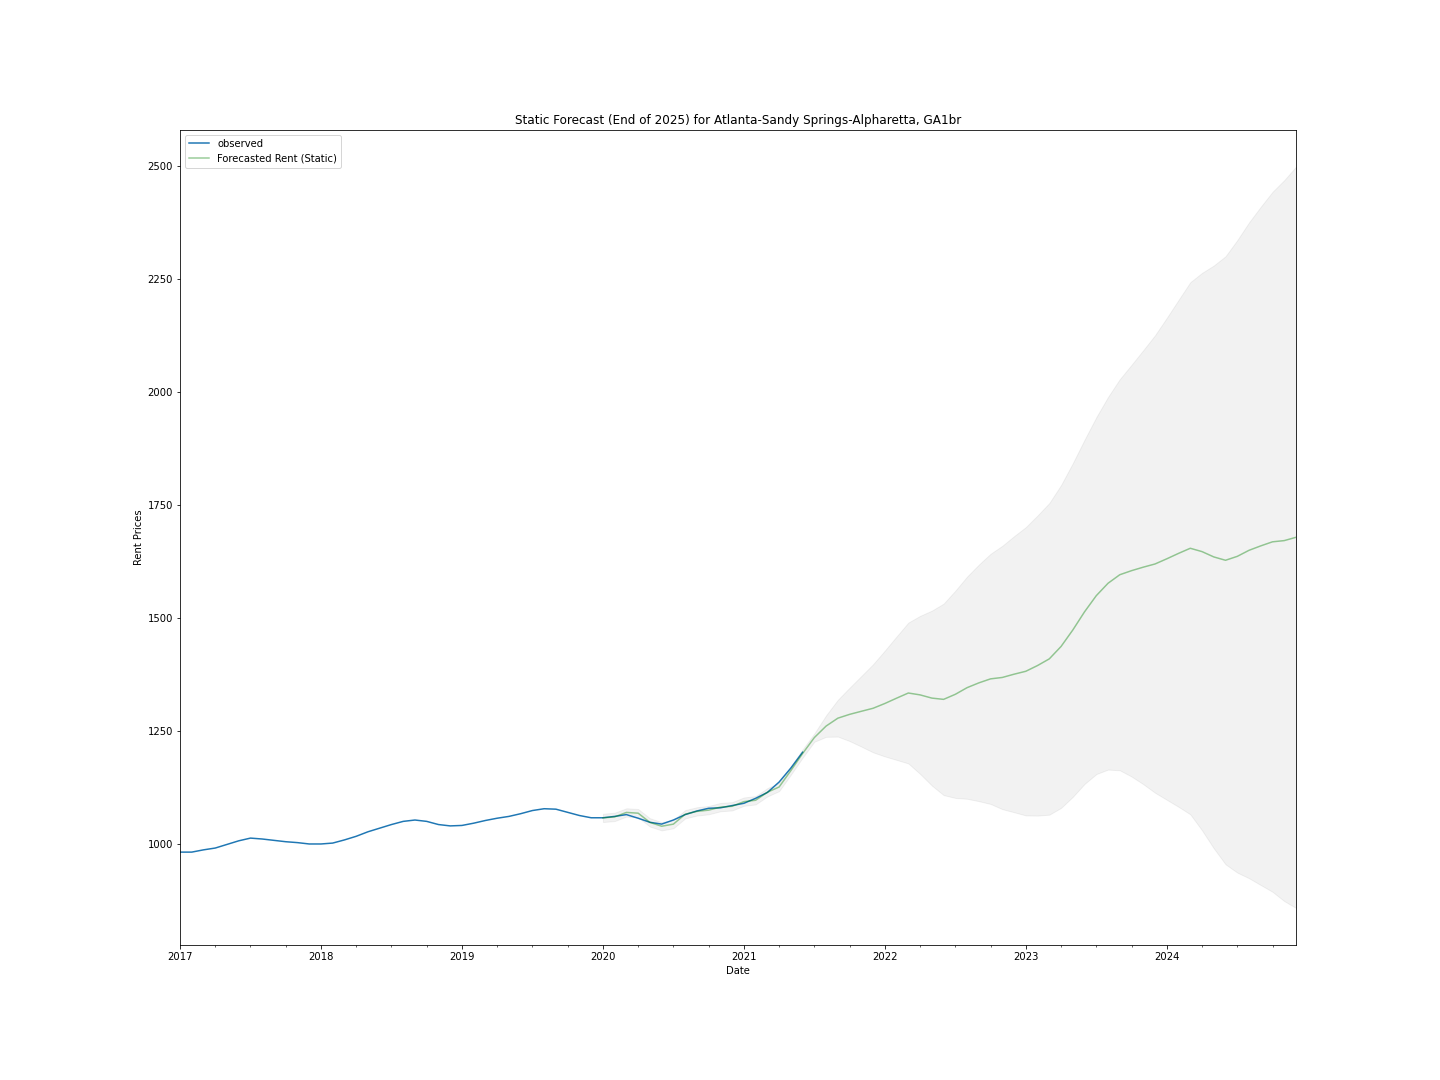 Static Forecast (End of 2025) for Atlanta-Sandy Springs-Alpharetta, GA1br
observed
Forecasted Rent (Static)
2500
2250
2000
1750
1500
1250
1000
Rent Prices
2017 2018 2019 2020 2021 2022 2023 2024
Date